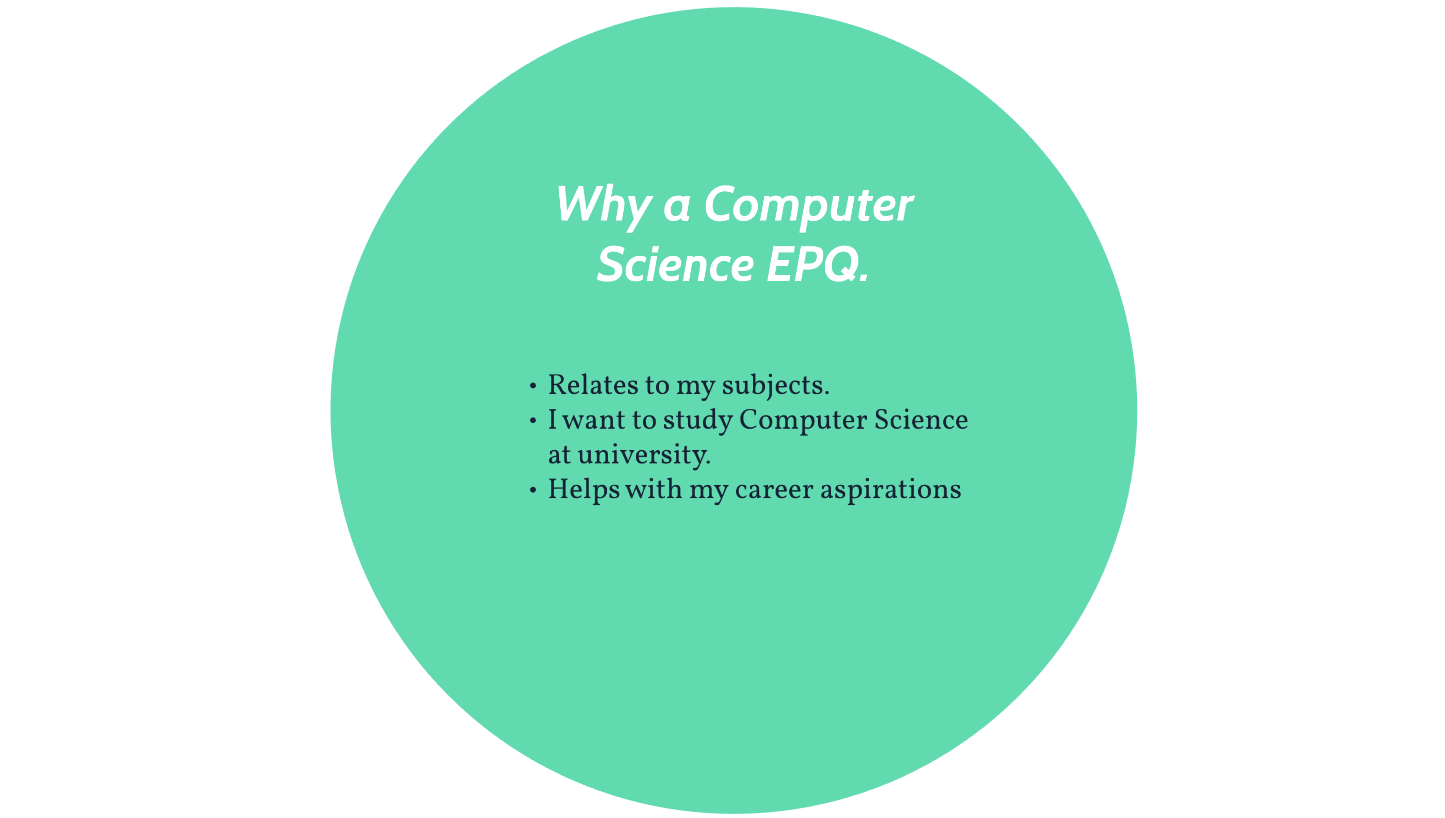 Why a Computer
Science EPQ.
• Relates to my subjects.
• I want to study Computer Science
at university.
• Helps with my career aspirations